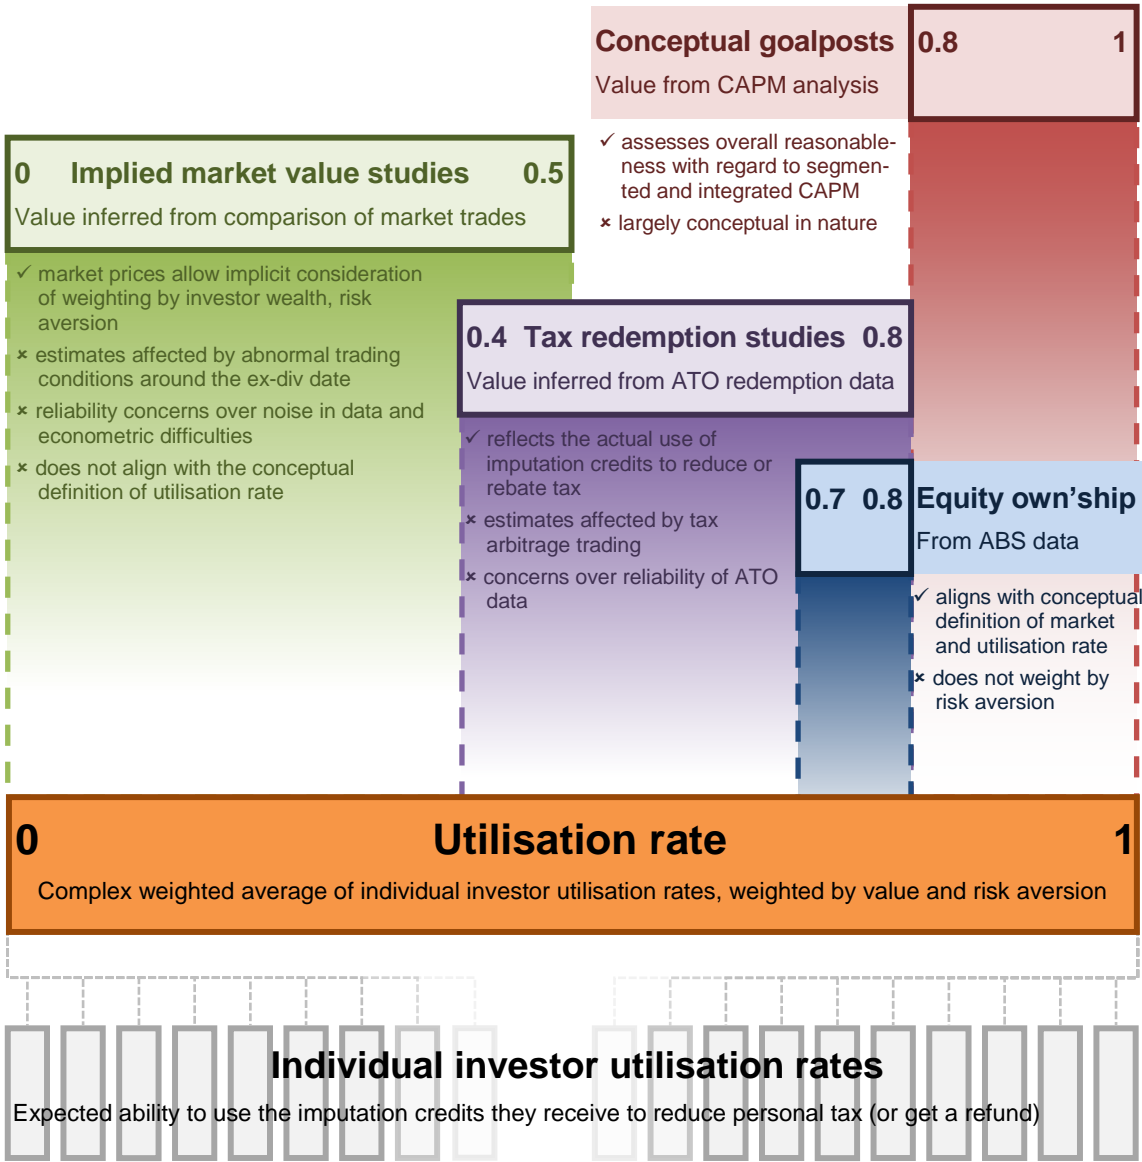 Conceptual goalposts 0.8 1
Value from CAPM analysis
✓ assesses overall reasonable-
ness with regard to segmen-
ted and integrated CAPM
× largely conceptual in nature
0 Implied market value studies 0.5
Value inferred from comparison of market trades
✓ market prices allow implicit consideration
of weighting by investor wealth, risk
aversion
× estimates affected by abnormal trading
conditions around the ex-div date
× reliability concerns over noise in data and
econometric difficulties
× does not align with the conceptual
definition of utilisation rate
0.4 Tax redemption studies 0.8
Value inferred from ATO redemption data
✓ reflects the actual use of
imputation credits to reduce or
rebate tax
× estimates affected by tax
arbitrage trading
× concerns over reliability of ATO
data
0.7 0.8 Equity own’ship
From ABS data
✓ aligns with conceptual
definition of market
and utilisation rate
× does not weight by
risk aversion
0 Utilisation rate 1
Complex weighted average of individual investor utilisation rates, weighted by value and risk aversion
Individual investor utilisation rates
Expected ability to use the imputation credits they receive to reduce personal tax (or get a refund)